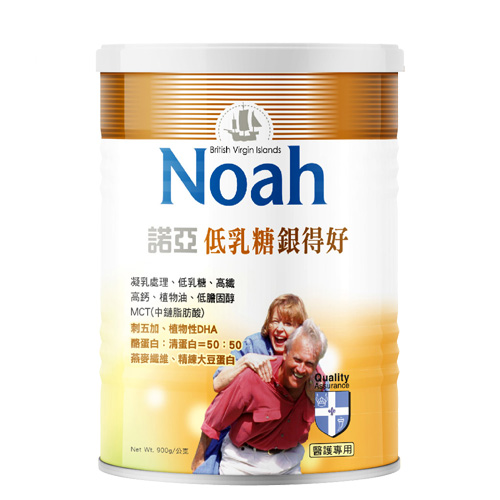 British Virgin Islands
Noah
諾亞 低乳糖銀得好
凝乳處理、低乳糖、高纖
高鈣、植物油、低膽固醇
MCT(中鏈脂肪酸)
刺五加、植物性DHA
酪蛋白：清蛋白＝50：50
燕麥纖維、精練大豆蛋白
Quality
Assurance
醫護專用
Net Wt. 900g/公克